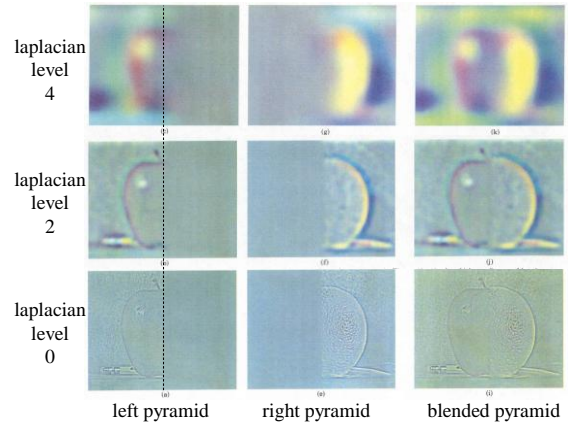 laplacian
level
4
(g)
(k)
laplacian
level
2
(f)
(j)
laplacian
level
0
(a)
(e)
(i)
left pyramid
right pyramid
blended pyramid